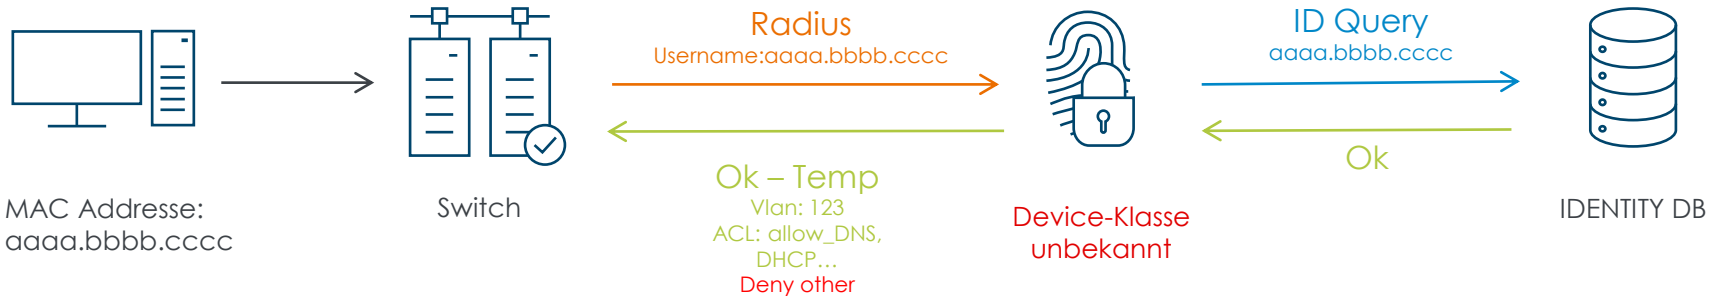 MAC Addresse:
aaaa.bbbb.cccc
Switch
Radius
Username:aaaa.bbbb.cccc
Ok – Temp
Vlan: 123
ACL: allow_DNS,
DHCP...
Deny other
Device-Klasse
unbekannt
ID Query
aaaa.bbbb.cccc
Ok
IDENTITY DB